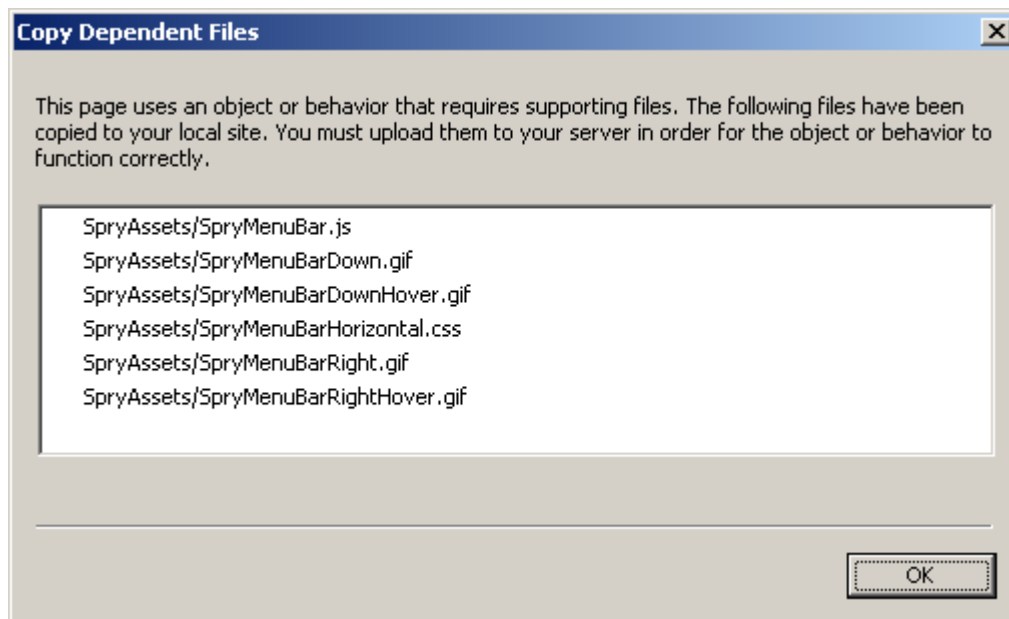 Copy Dependent Files
This page uses an object or behavior that requires supporting files. The following files have been
copied to your local site. You must upload them to your server in order for the object or behavior to
function correctly.
SpryAssets/SpryMenuBar.js
SpryAssets/SpryMenuBarDown.gif
SpryAssets/SpryMenuBarDownHover.gif
SpryAssets/SpryMenuBarHorizontal.css
SpryAssets/SpryMenuBarRight.gif
SpryAssets/SpryMenuBarRightHover.gif
OK